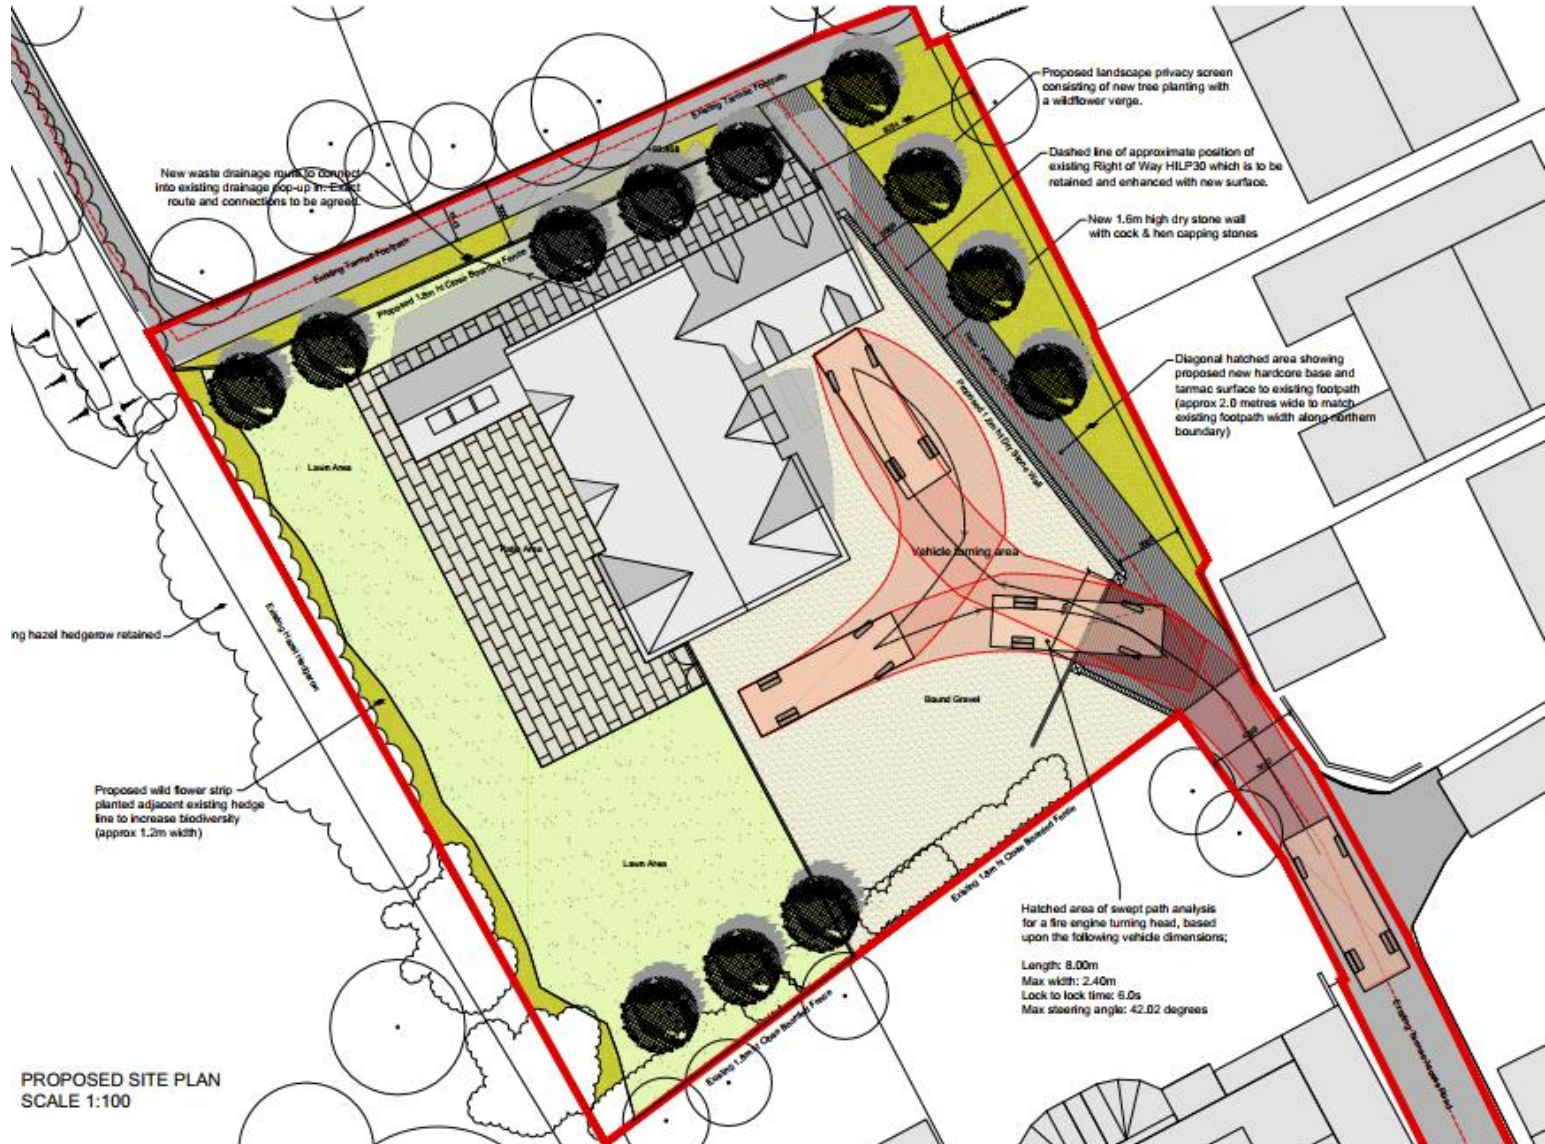 Existing Tarmac Footpath
Proposed landscape privacy screen
consisting of new tree planting with
a wildflower verge.
New waste drainage route to connect
into existing drainage pop-up in. Exact
route and connections to be agreed.
Dashed line of approximate position of
existing Right of Way HILP30 which is to be
retained and enhanced with new surface.
New 1.6m high dry stone wall
with cock & hen capping stones
Existing Tarmac Footpath
Proposed 1.8m ht Close Boarded Fence
Diagonal hatched area showing
proposed new hardcore base and
tarmac surface to existing footpath
(approx 2.0 metres wide to match
existing footpath width along northern
boundary)
Dry Stone Wall
Lawn Area
Patio Area
Vehicle turning area
ng hazel hedgerow retained
Existing Hazel Hedgerow
Bound Gravel
Proposed wild flower strip
planted adjacent existing hedge
line to increase biodiversity
(approx 1.2m width)
Lawn Area
Existing 1.8m ht Close Boarded Fence
Hatched area of swept path analysis
for a fire engine turning head, based
upon the following vehicle dimensions;
Length: 8.00m
Max width: 2.40m
Lock to lock time: 6.0s
Max steering angle: 42.02 degrees
Existing 1.8m ht Close Boarded Fence
Existing Tarmac Access Road
PROPOSED SITE PLAN
SCALE 1:100